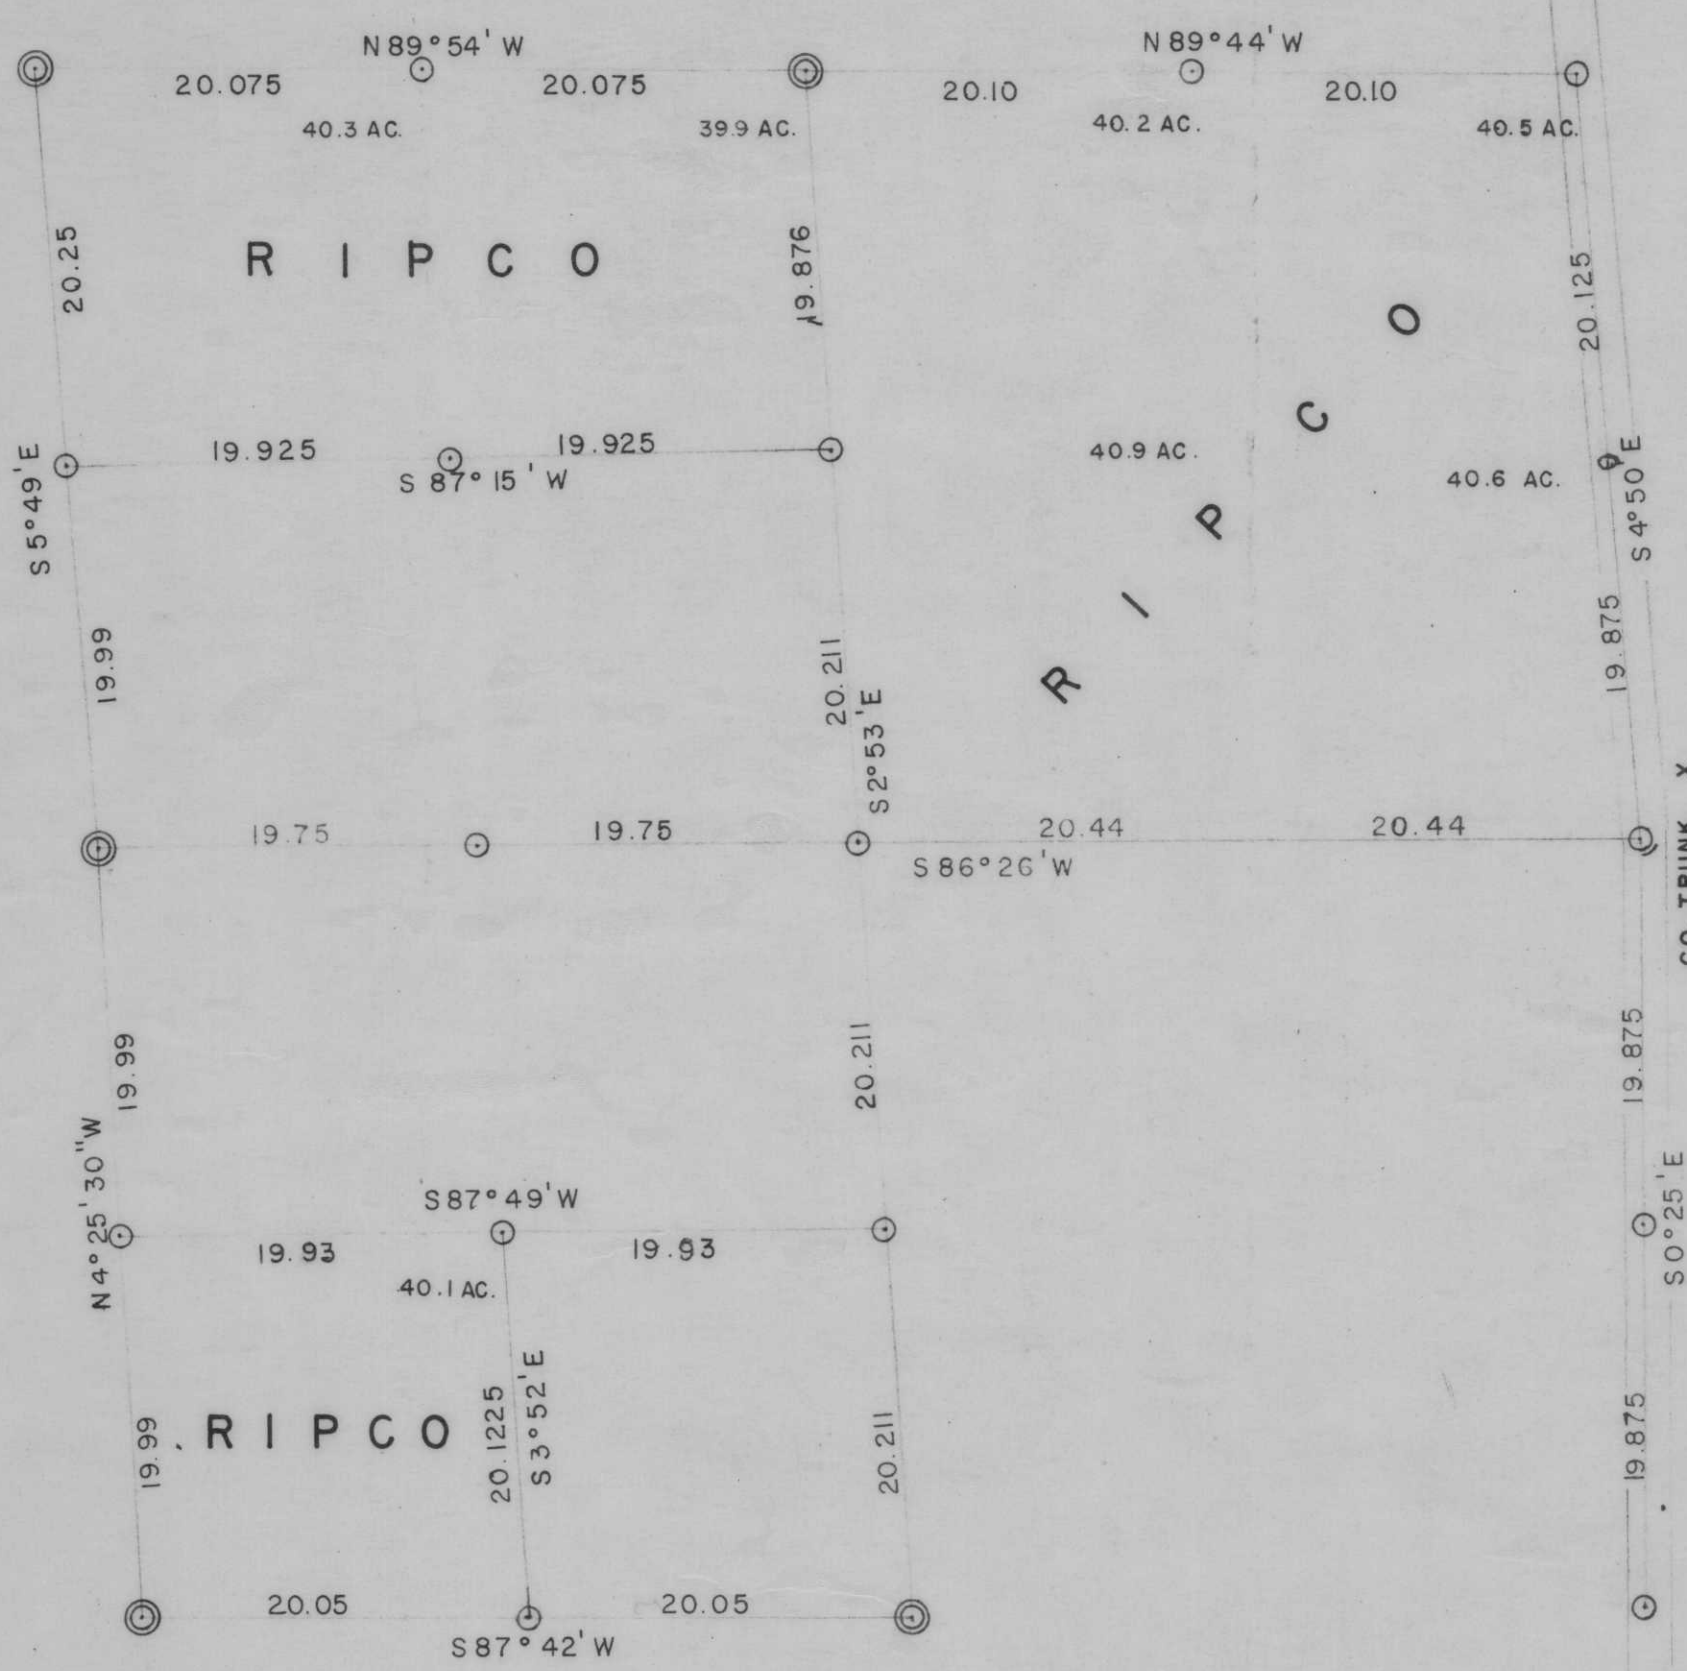 N 89° 54' W
N 89° 44' W
20.075
20.075
20.10
20.10
40.3 AC.
39.9 AC.
40.2 AC.
40.5 AC.
20.25
R I P C O
19.876
20.125
S 5° 49' E
19.925
19.925
S 87° 15' W
40.9 AC.
40.6 AC.
S 4° 50' E
R I P C O
19.99
20.211
S 2° 53' E
19.875
19.75
19.75
20.44
20.44
S 86° 26' W
CO. TRUNK X
19.99
20.211
19.875
N 4° 25' 30" W
S 87° 49' W
S 0° 25' E
19.93
19.93
40.1 AC.
19.99
R I P C O
20.1225
S 3° 52' E
20.211
19.875
20.05
20.05
S 87° 42' W